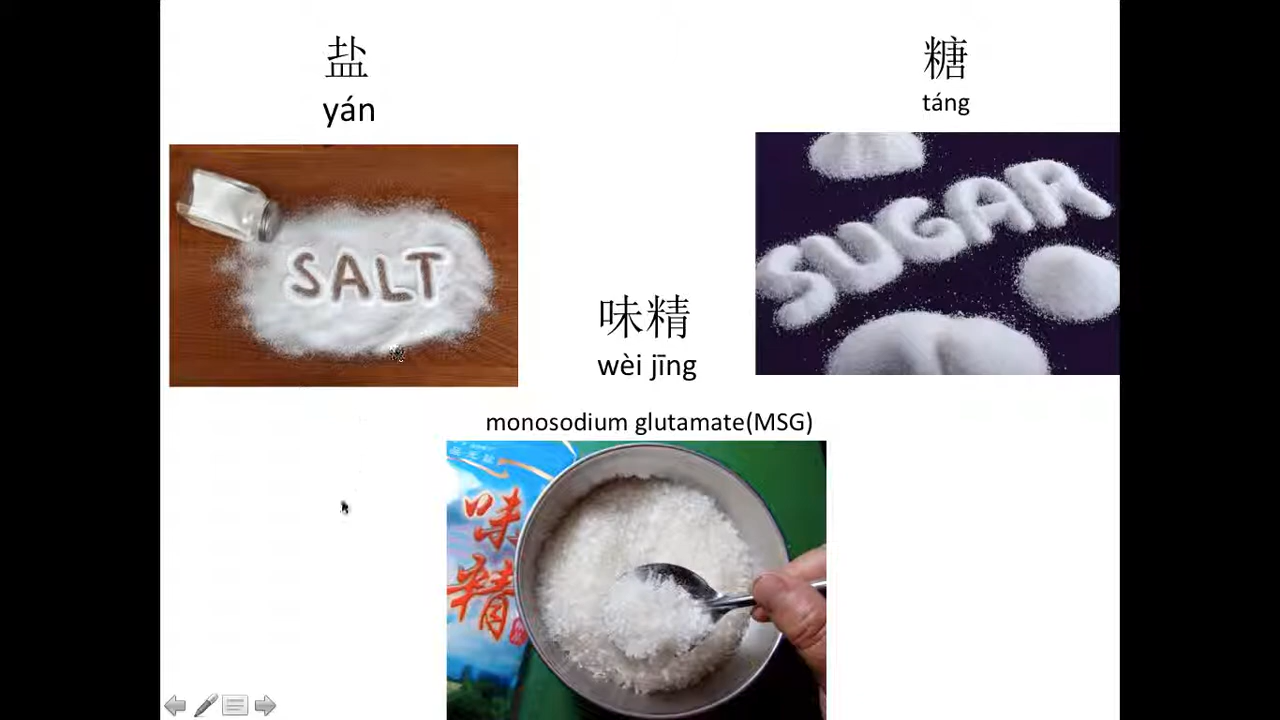 盐
yán
SALT
糖
táng
SUGAR
味精
wèi jīng
monosodium glutamate(MSG)
味
精